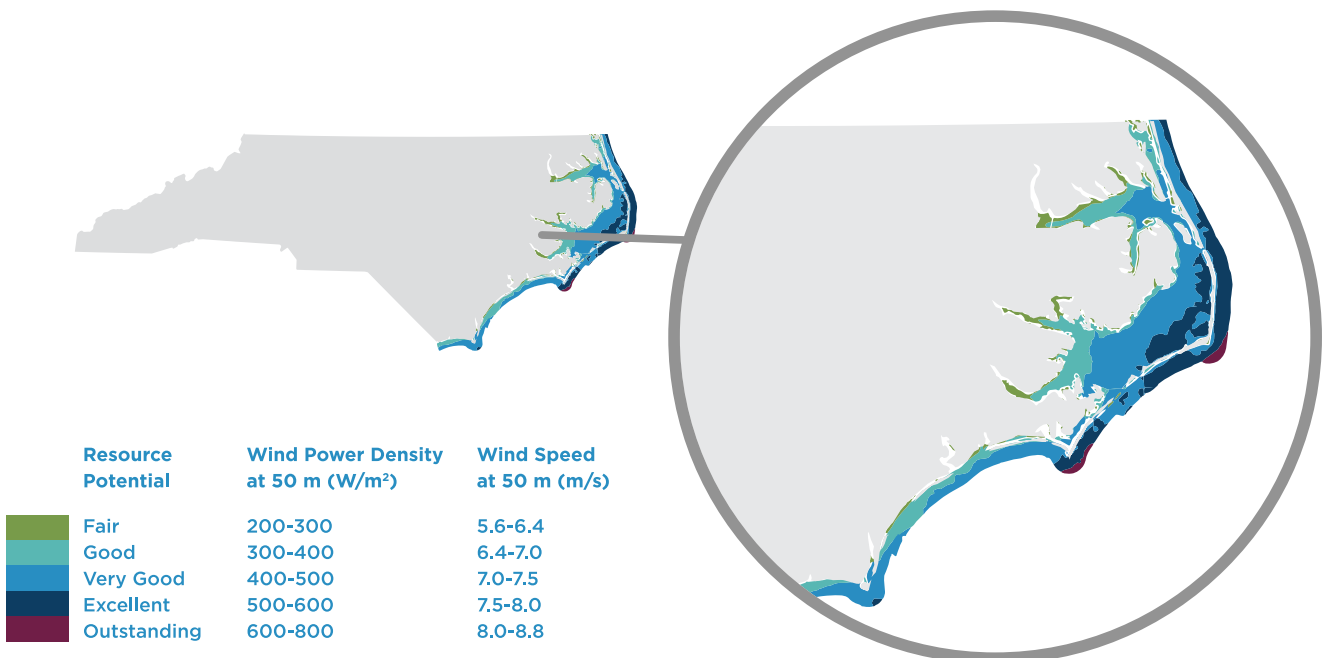 Resource Potential Wind Power Density at 50 m (W/m²) Wind Speed at 50 m (m/s)
Fair 200-300 5.6-6.4
Good 300-400 6.4-7.0
Very Good 400-500 7.0-7.5
Excellent 500-600 7.5-8.0
Outstanding 600-800 8.0-8.8